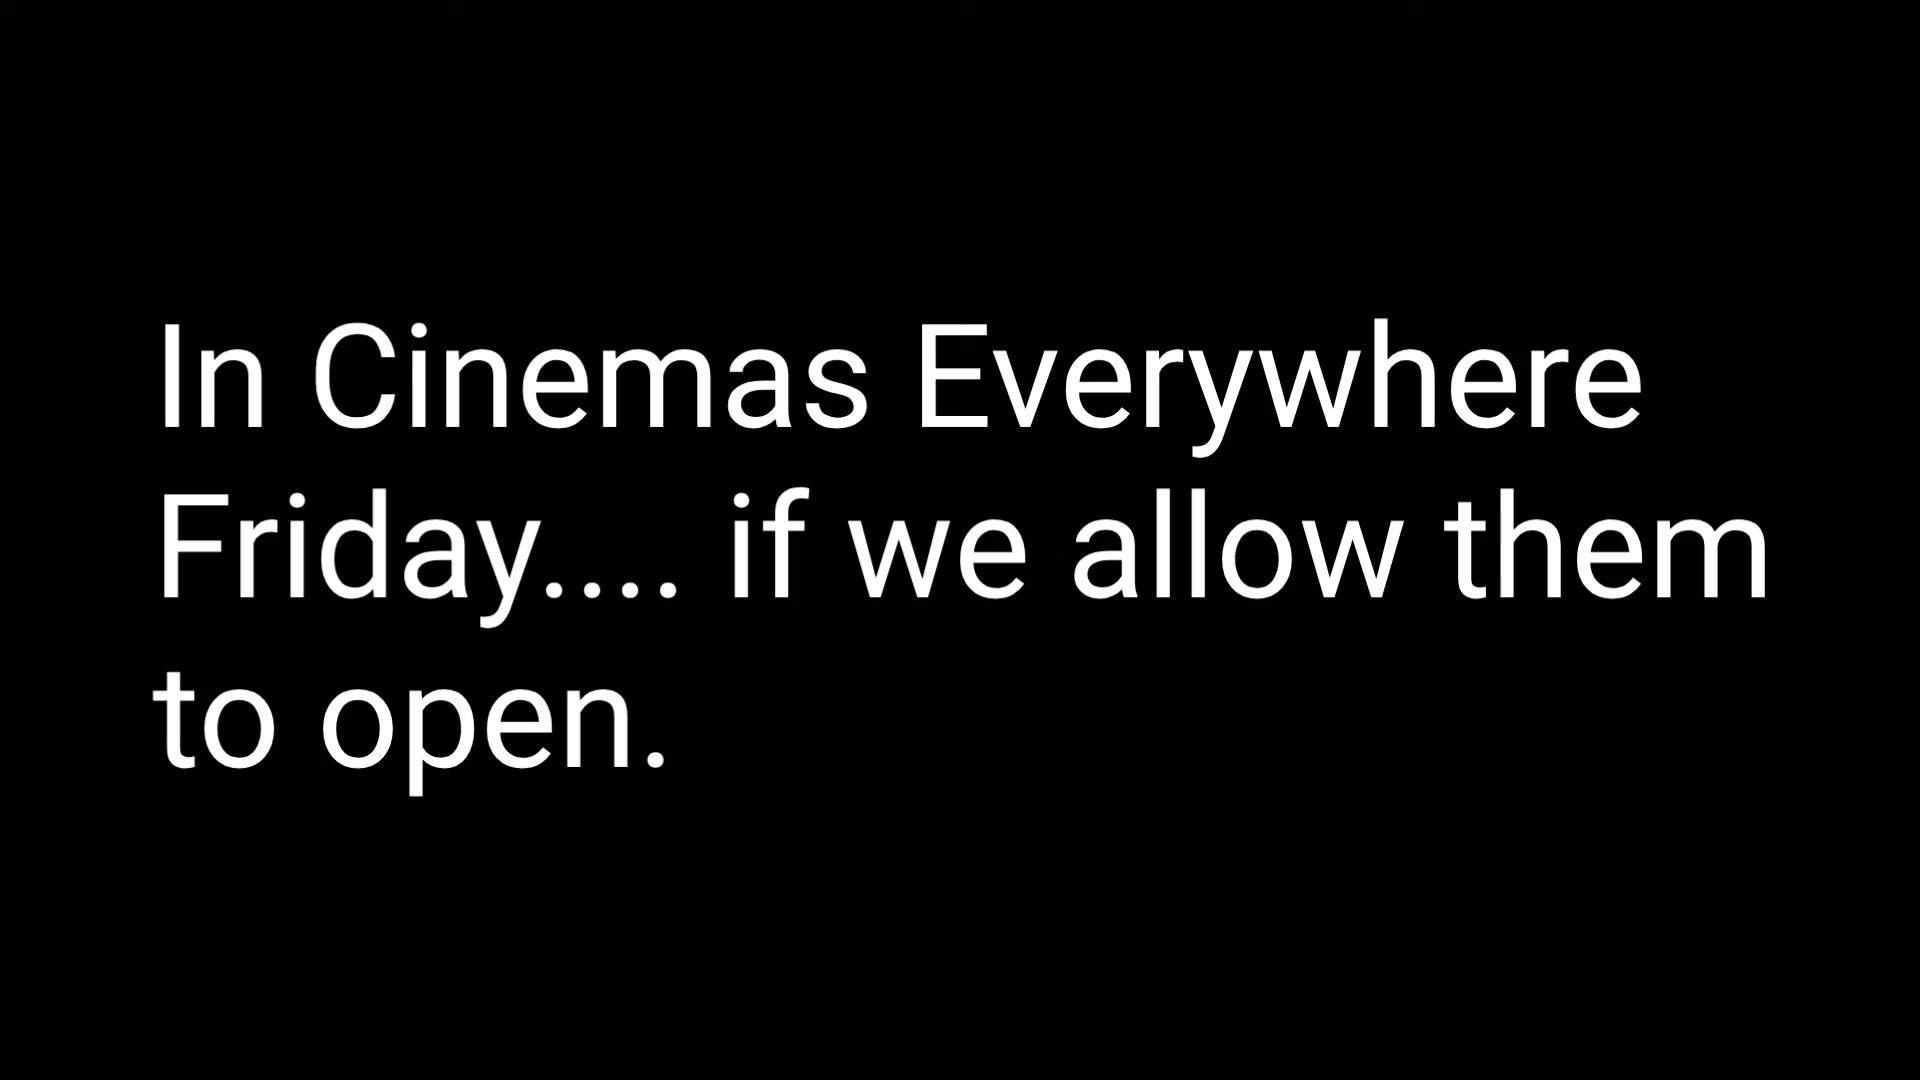 In Cinemas Everywhere
Friday.... if we allow them
to open.